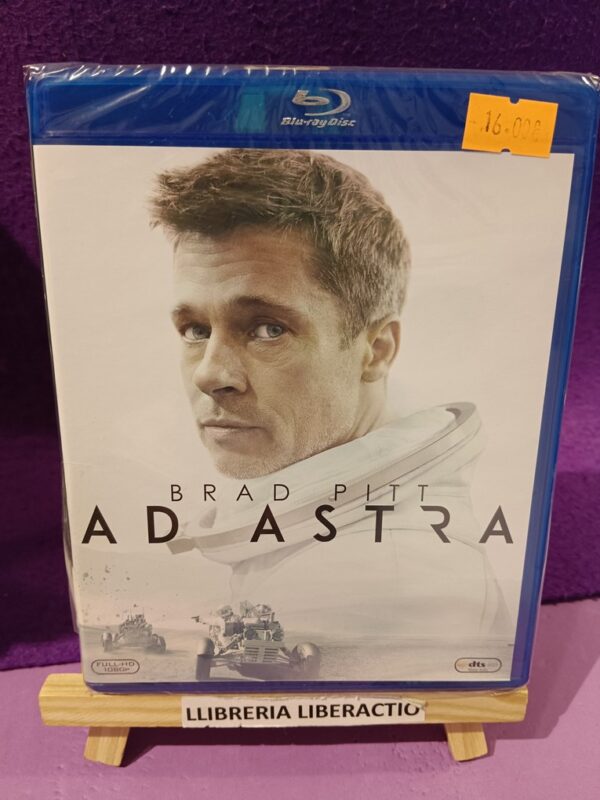 Blu-ray Disc
16.00€
BRAD PITT
AD ASTRA
FULL-HD
1080P
dts
LLIBRERIA LIBERACTIO